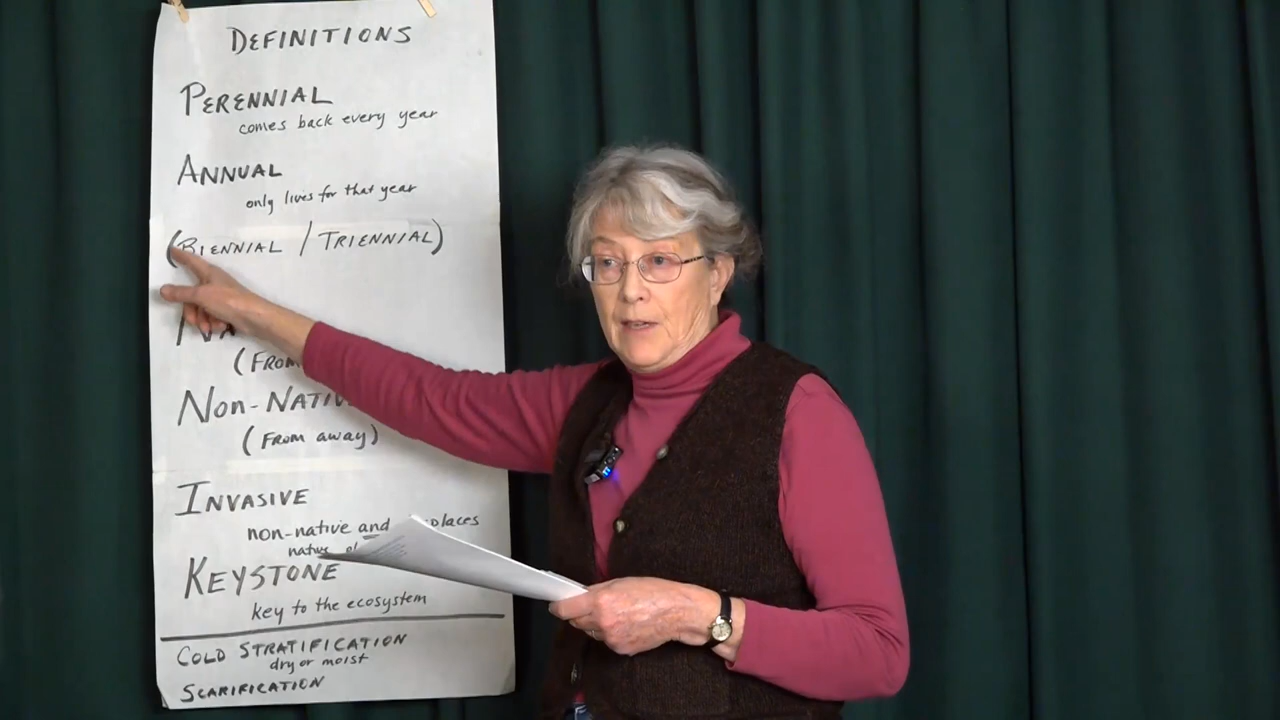 DEFINITIONS
PERENNIAL
comes back every year
ANNUAL
only lives for that year
(BIENNIAL / TRIENNIAL)
(FROM
NON-NATIV
(FROM away)
INVASIVE
non-native and
native
KEYSTONE
key to the ecosystem
COLD STRATIFICATION
dry or moist
SCARIFICATION